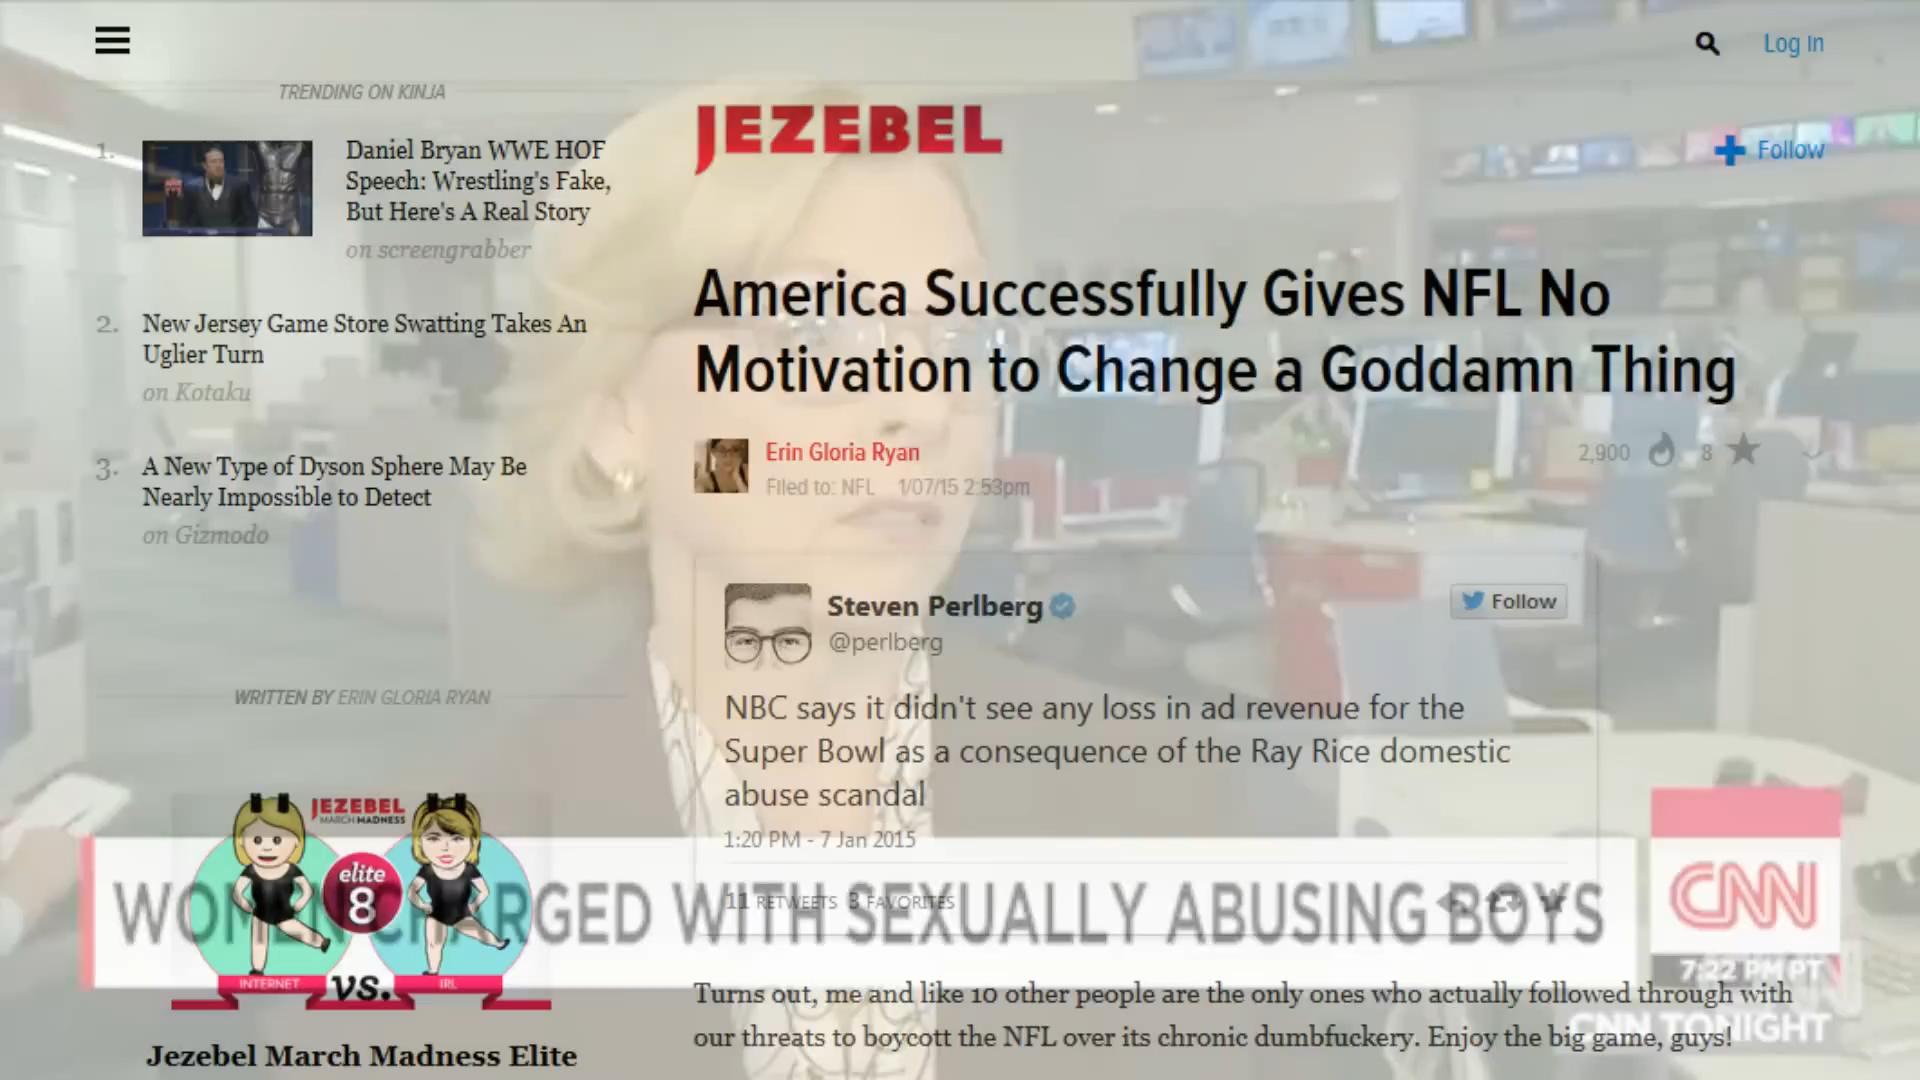 Log In
TRENDING ON KINJA
1.
Daniel Bryan WWE HOF
Speech: Wrestling's Fake,
But Here's A Real Story
on screengrabber
2. New Jersey Game Store Swatting Takes An
Uglier Turn
on Kotaku
3. A New Type of Dyson Sphere May Be
Nearly Impossible to Detect
on Gizmodo
WRITTEN BY ERIN GLORIA RYAN
JEZEBEL
MARCH MADNESS
elite
8
INTERNET
vs.
IRL
Jezebel March Madness Elite
JEZEBEL
Follow
America Successfully Gives NFL No
Motivation to Change a Goddamn Thing
Erin Gloria Ryan
Filed to: NFL 1/07/15 2:53pm
2,900 8
Steven Perlberg
@perlberg
Follow
NBC says it didn't see any loss in ad revenue for the
Super Bowl as a consequence of the Ray Rice domestic
abuse scandal
1:20 PM - 7 Jan 2015
11 RETWEETS 3 FAVORITES
Turns out, me and like 10 other people are the only ones who actually followed through with
our threats to boycott the NFL over its chronic dumbfuckery. Enjoy the big game, guys!
WOMEN CHARGED WITH SEXUALLY ABUSING BOYS
CNN
7:22 PM PT
CNN TONIGHT